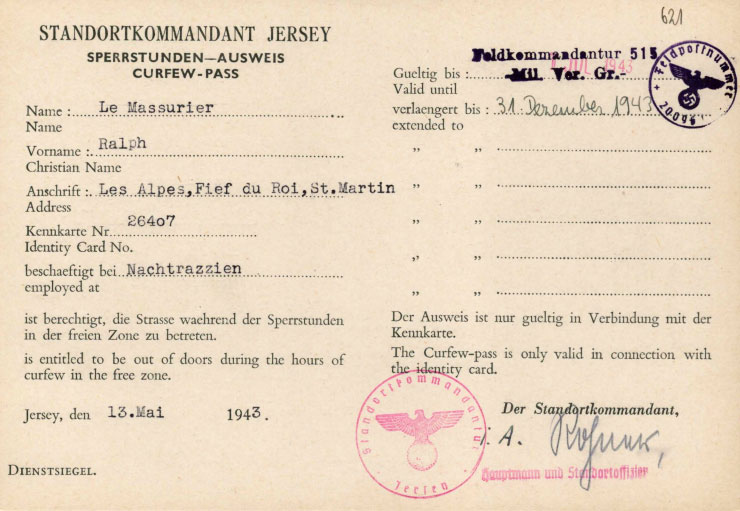 621
STANDORTKOMMANDANT JERSEY
SPERRSTUNDEN—AUSWEIS
CURFEW-PASS
Name : Le Massurier
Name
Vorname : Ralph
Christian Name
Anschrift : Les Alpes,Fief du Roi,St.Martin
Address
Kennkarte Nr 264o7
Identity Card No.
beschaeftigt bei Nachtrazzien
employed at
ist berechtigt, die Strasse waehrend der Sperrstunden
in der freien Zone zu betreten.
is entitled to be out of doors during the hours of
curfew in the free zone.
Jersey, den 13.Mai 1943.
DIENSTSIEGEL.
Feldkommandantur 515
Mil. Ver. Gr.-
Gueltig bis : 1943
Valid until
verlaengert bis : 31. Dezember 1943
extended to
„ „
„ „
„ „
„ „
„ „
Feldpostnummer
Der Ausweis ist nur gueltig in Verbindung mit der
Kennkarte.
The Curfew-pass is only valid in connection with
the identity card.
Standortkommandantur
Jersey
Der Standortkommandant,
i. A.
Hauptmann und Standortoffizier